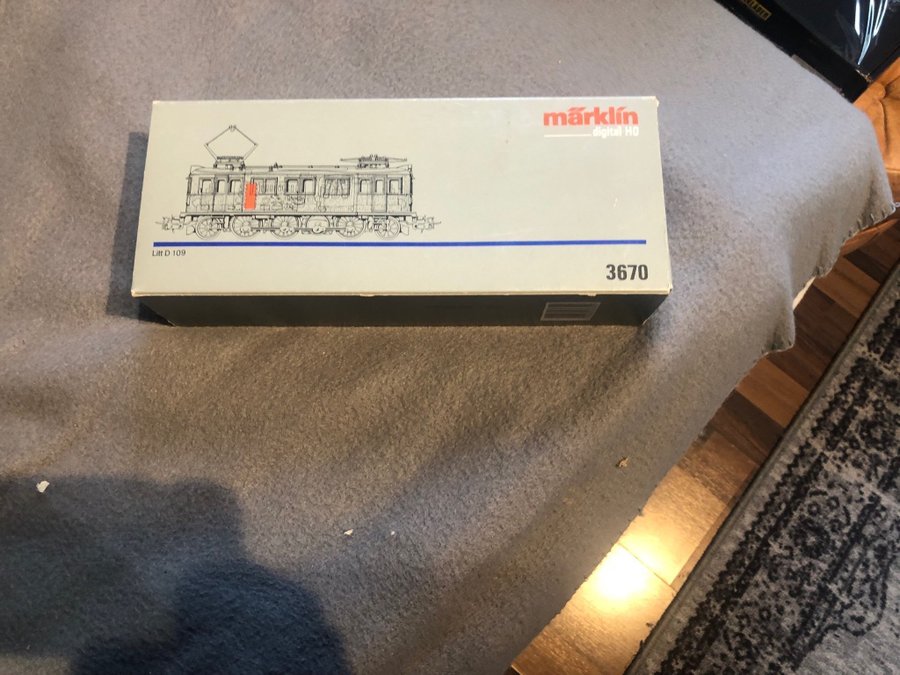 märklin
digital H0
Litt D 109
3670